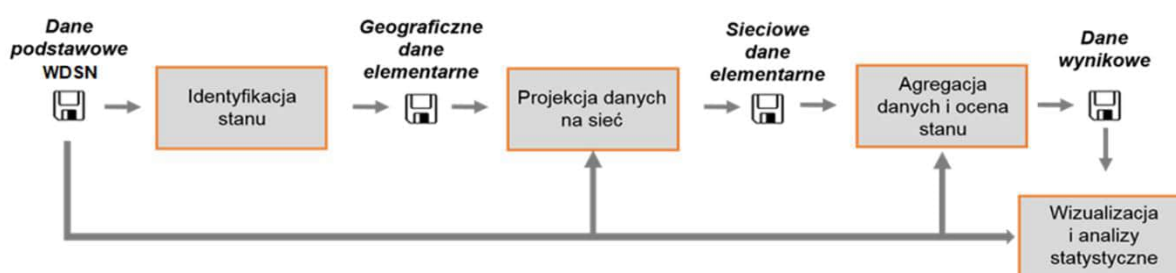 Dane
podstawowe
WDSN
Identyfikacja
stanu
Geograficzne
dane
elementarne
Projekcja danych
na sieć
Sieciowe
dane
elementarne
Agregacja
danych i ocena
stanu
Dane
wynikowe
Wizualizacja
i analizy
statystyczne